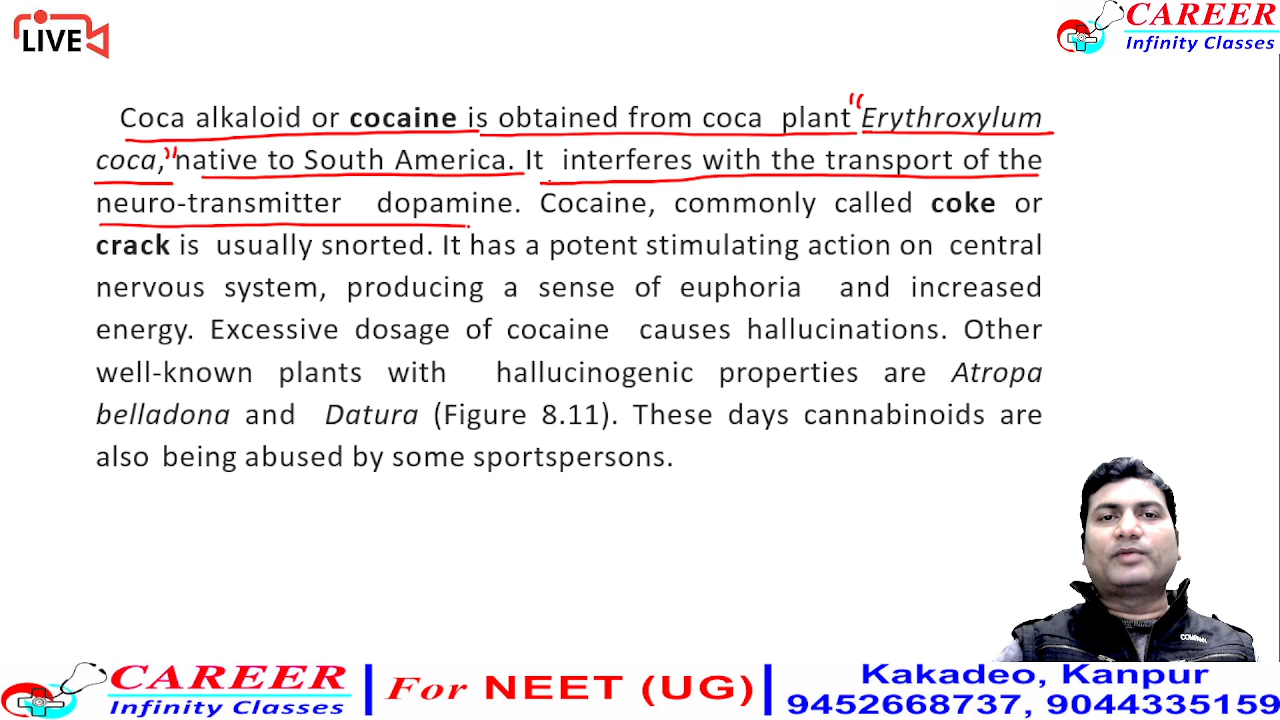 LIVE
CAREER
Infinity Classes
Coca alkaloid or cocaine is obtained from coca plant "Erythroxylum
coca," native to South America. It interferes with the transport of the
neuro-transmitter dopamine. Cocaine, commonly called coke or
crack is usually snorted. It has a potent stimulating action on central
nervous system, producing a sense of euphoria and increased
energy. Excessive dosage of cocaine causes hallucinations. Other
well-known plants with hallucinogenic properties are Atropa
belladona and Datura (Figure 8.11). These days cannabinoids are
also being abused by some sportspersons.
COMPANY
CAREER
Infinity Classes
For NEET (UG)
Kakadeo, Kanpur
9452668737, 9044335159